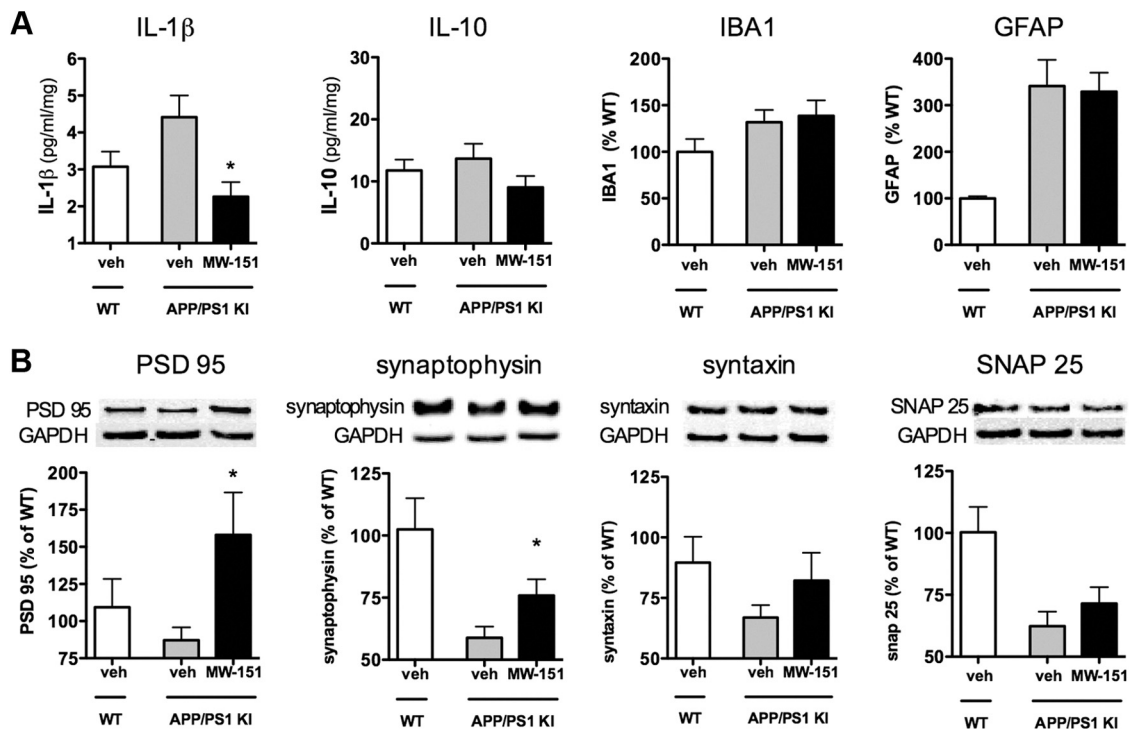 A
IL-1β
IL-10
IBA1
GFAP
IL-1β (pg/ml/mg)
6
5
4
3
2
1
*
veh
veh MW-151
WT
APP/PS1 KI
IL-10 (pg/ml/mg)
30
20
10
0
veh
veh MW-151
WT
APP/PS1 KI
IBA1 (% WT)
200
150
100
50
0
veh
veh MW-151
WT
APP/PS1 KI
GFAP (% WT)
400
300
200
100
0
veh
veh MW-151
WT
APP/PS1 KI
B
PSD 95
synaptophysin
syntaxin
SNAP 25
PSD 95
GAPDH
synaptophysin
GAPDH
syntaxin
GAPDH
SNAP 25
GAPDH
PSD 95 (% of WT)
200
175
150
125
100
75
*
veh
veh MW-151
WT
APP/PS1 KI
synaptophysin (% of WT)
125
100
75
50
*
veh
veh MW-151
WT
APP/PS1 KI
syntaxin (% of WT)
125
100
75
50
veh
veh MW-151
WT
APP/PS1 KI
snap 25 (% of WT)
125
100
75
50
veh
veh MW-151
WT
APP/PS1 KI